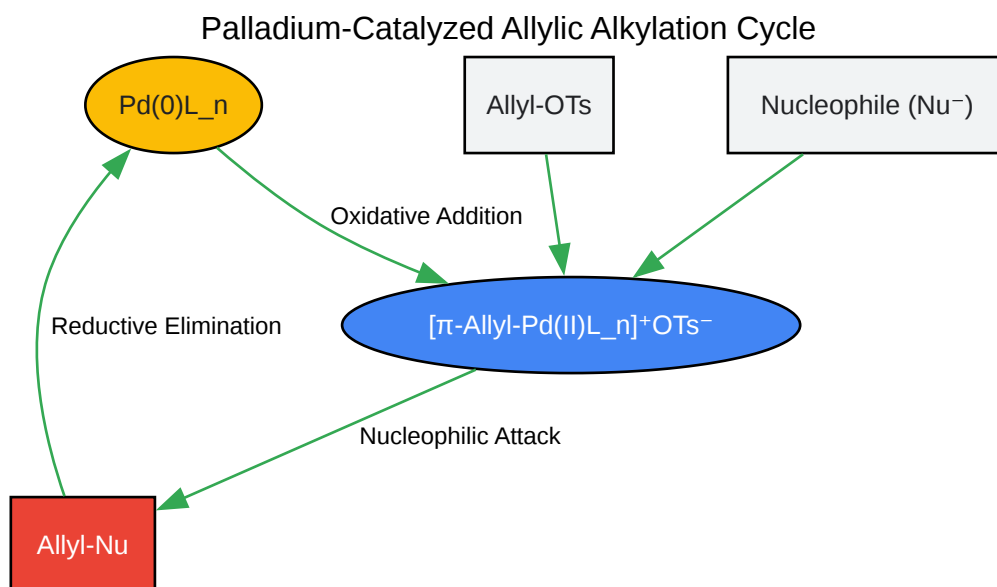 Palladium-Catalyzed Allylic Alkylation Cycle
Pd(0)L_n
Allyl-OTs
Nucleophile (Nu⁻)
Oxidative Addition
Reductive Elimination
[π-Allyl-Pd(II)L_n]⁺OTs⁻
Nucleophilic Attack
Allyl-Nu